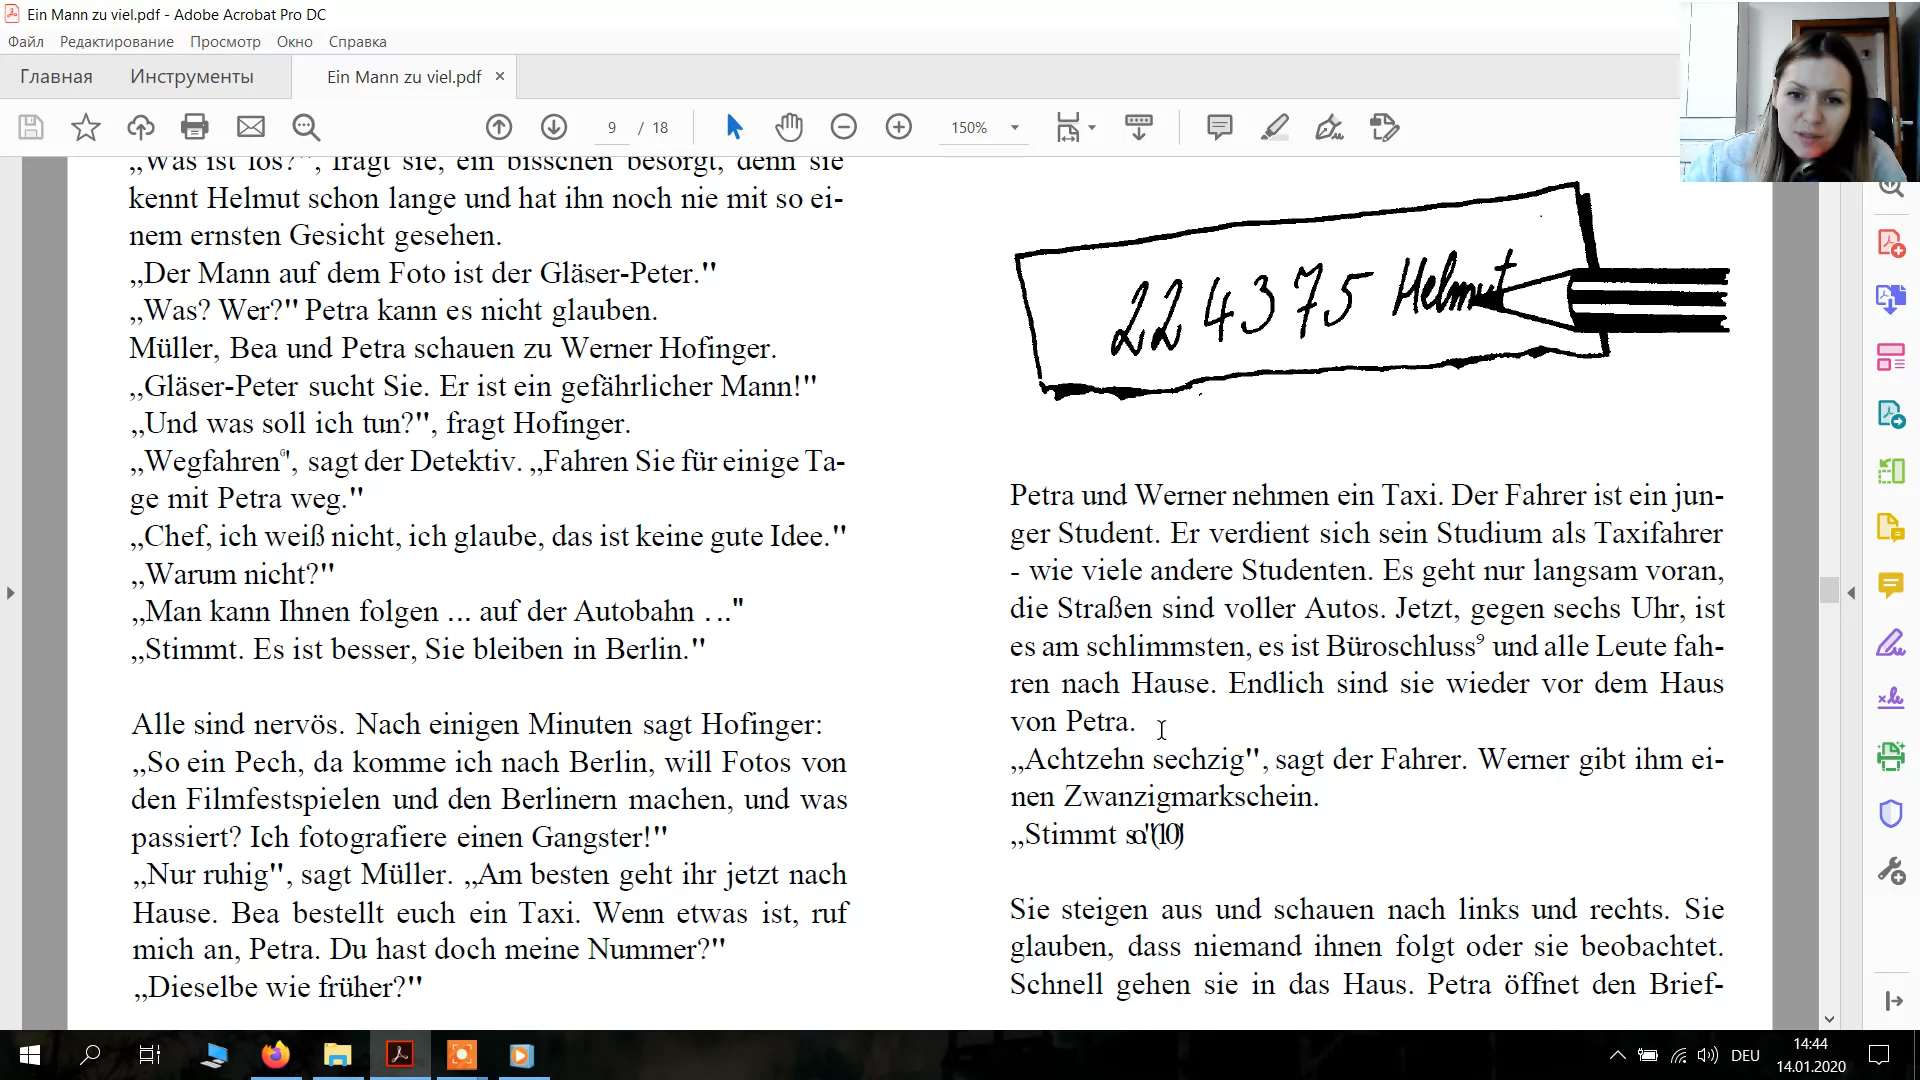 Ein Mann zu viel.pdf - Adobe Acrobat Pro DC
Файл Редактирование Просмотр Окно Справка
Главная Инструменты Ein Mann zu viel.pdf ×
9 / 18 150%
„Was ist los?", fragt sie, ein bisschen besorgt, denn sie
kennt Helmut schon lange und hat ihn noch nie mit so ei-
nem ernsten Gesicht gesehen.
„Der Mann auf dem Foto ist der Gläser-Peter."
„Was? Wer?" Petra kann es nicht glauben.
Müller, Bea und Petra schauen zu Werner Hofinger.
„Gläser-Peter sucht Sie. Er ist ein gefährlicher Mann!"
„Und was soll ich tun?", fragt Hofinger.
„Wegfahren", sagt der Detektiv. „Fahren Sie für einige Ta-
ge mit Petra weg."
„Chef, ich weiß nicht, ich glaube, das ist keine gute Idee."
„Warum nicht?"
„Man kann Ihnen folgen ... auf der Autobahn ..."
„Stimmt. Es ist besser, Sie bleiben in Berlin."
Alle sind nervös. Nach einigen Minuten sagt Hofinger:
„So ein Pech, da komme ich nach Berlin, will Fotos von
den Filmfestspielen und den Berlinern machen, und was
passiert? Ich fotografiere einen Gangster!"
„Nur ruhig", sagt Müller. „Am besten geht ihr jetzt nach
Hause. Bea bestellt euch ein Taxi. Wenn etwas ist, ruf
mich an, Petra. Du hast doch meine Nummer?"
„Dieselbe wie früher?"
224375 Helmut
Petra und Werner nehmen ein Taxi. Der Fahrer ist ein jun-
ger Student. Er verdient sich sein Studium als Taxifahrer
- wie viele andere Studenten. Es geht nur langsam voran,
die Straßen sind voller Autos. Jetzt, gegen sechs Uhr, ist
es am schlimmsten, es ist Büroschluss⁹ und alle Leute fah-
ren nach Hause. Endlich sind sie wieder vor dem Haus
von Petra.
„Achtzehn sechzig", sagt der Fahrer. Werner gibt ihm ei-
nen Zwanzigmarkschein.
„Stimmt so."(10)
Sie steigen aus und schauen nach links und rechts. Sie
glauben, dass niemand ihnen folgt oder sie beobachtet.
Schnell gehen sie in das Haus. Petra öffnet den Brief-
DEU
14:44
14.01.2020